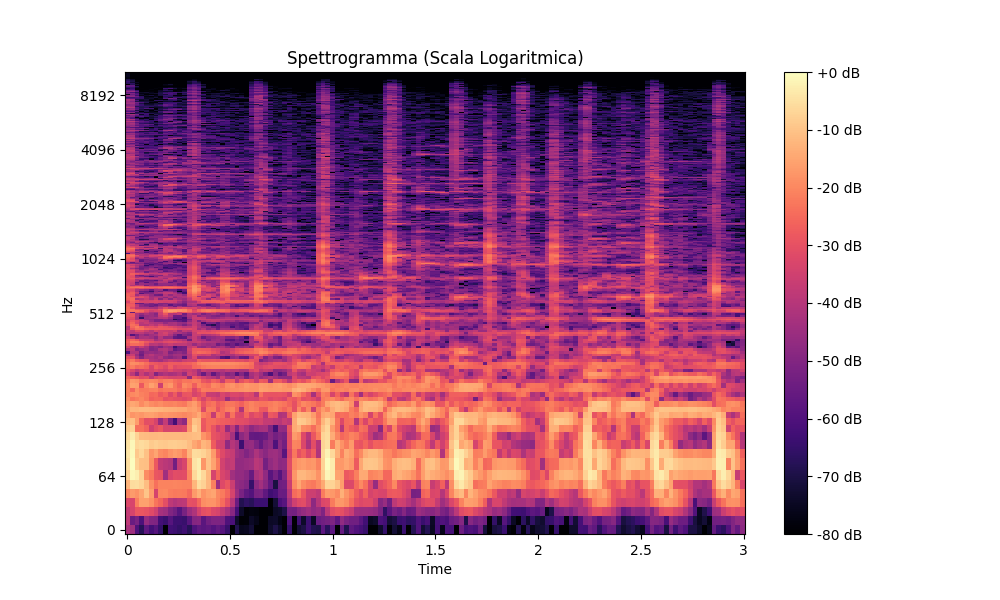 Spettrogramma (Scala Logaritmica)
Hz
8192
4096
2048
1024
512
256
128
64
0
0
0.5
1
1.5
2
2.5
3
Time
+0 dB
-10 dB
-20 dB
-30 dB
-40 dB
-50 dB
-60 dB
-70 dB
-80 dB